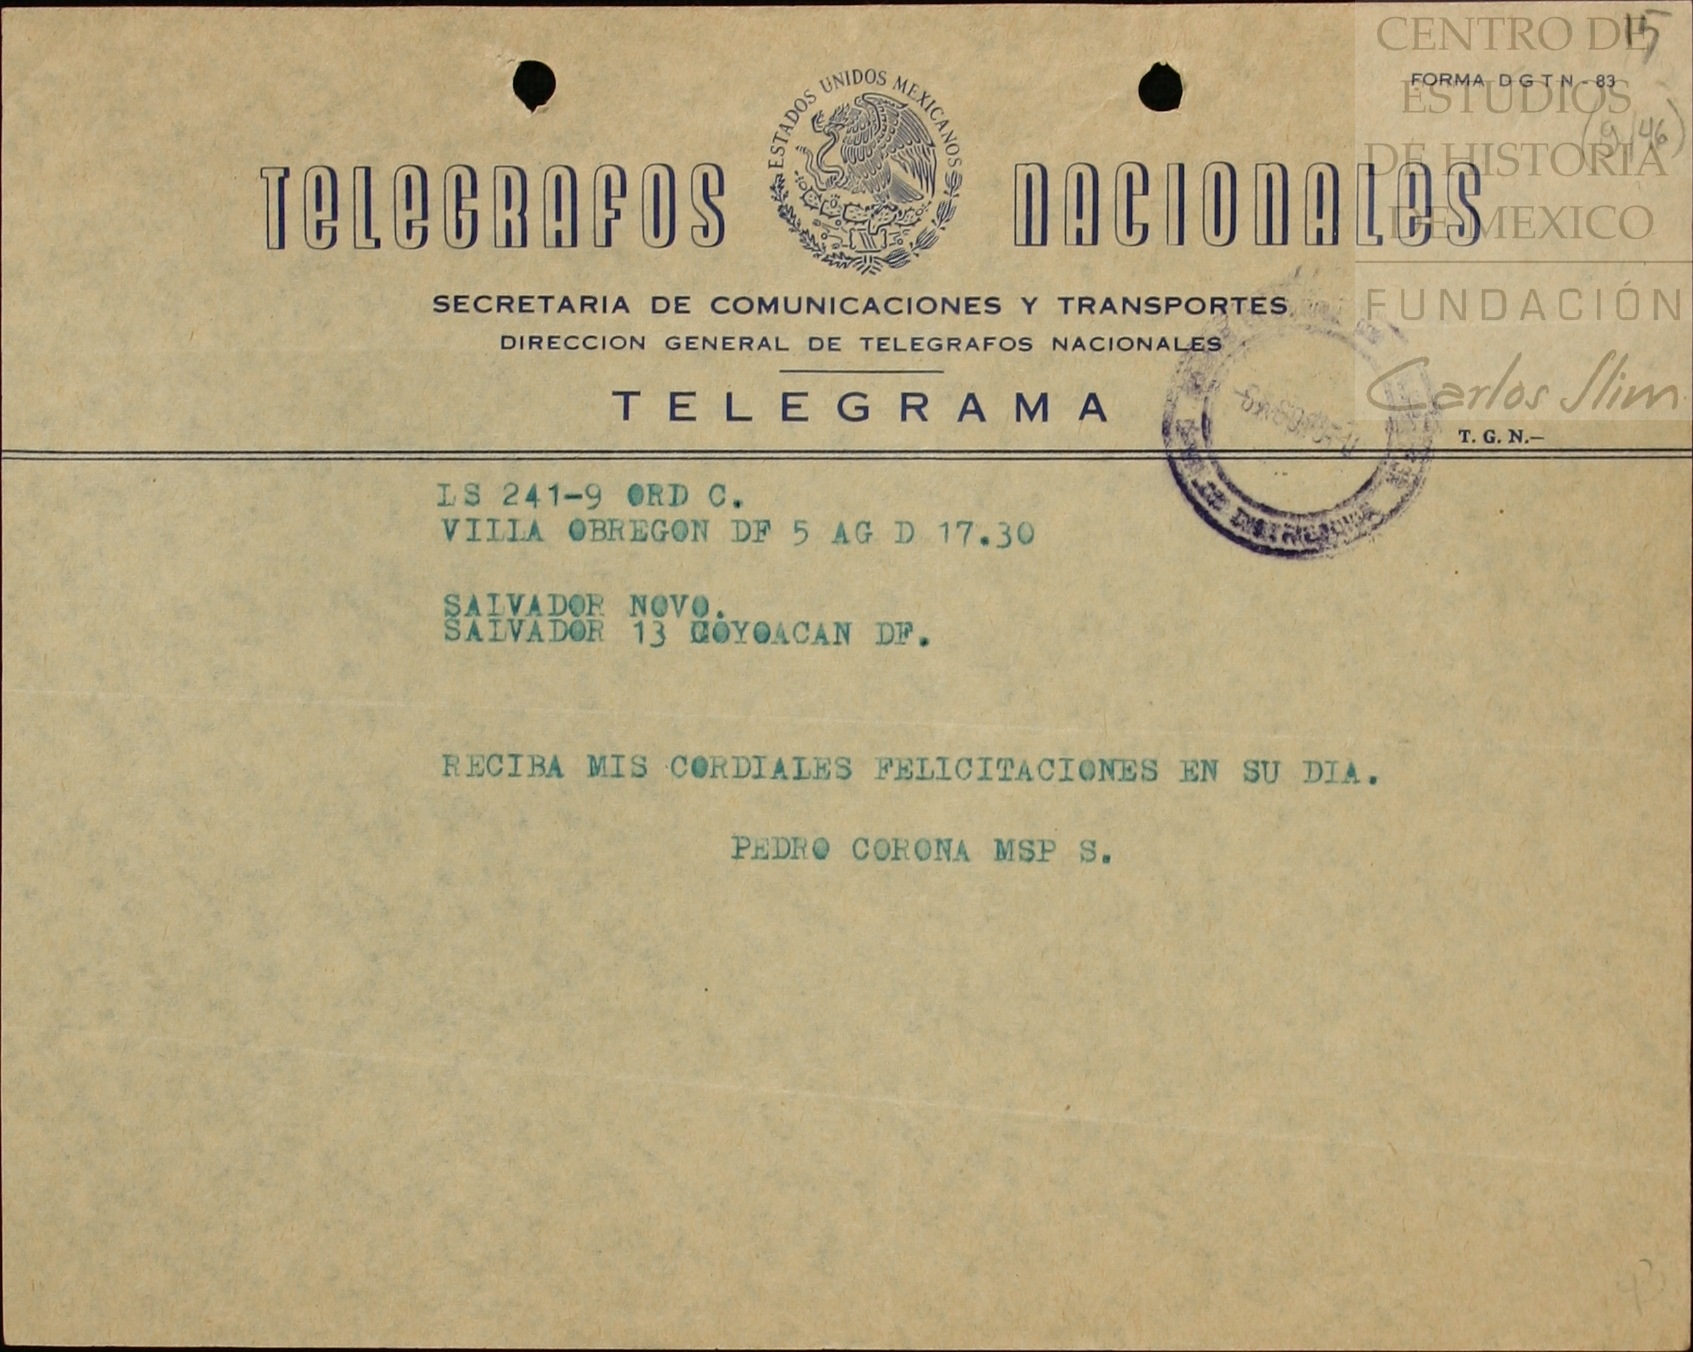 15
CENTRO DE
ESTUDIOS
DE HISTORIA
DE MEXICO
FUNDACIÓN
Carlos Slim
FORMA D G T N - 83
(9/46)
ESTADOS UNIDOS MEXICANOS
TELEGRAFOS NACIONALES
SECRETARIA DE COMUNICACIONES Y TRANSPORTES
DIRECCION GENERAL DE TELEGRAFOS NACIONALES
TELEGRAMA
T. G. N.—
LS 241-9 ORD C.
VILLA OBREGON DF 5 AG D 17.30
SALVADOR NOVO.
SALVADOR 13 COYOACAN DF.
RECIBA MIS CORDIALES FELICITACIONES EN SU DIA.
PEDRO CORONA MSP S.